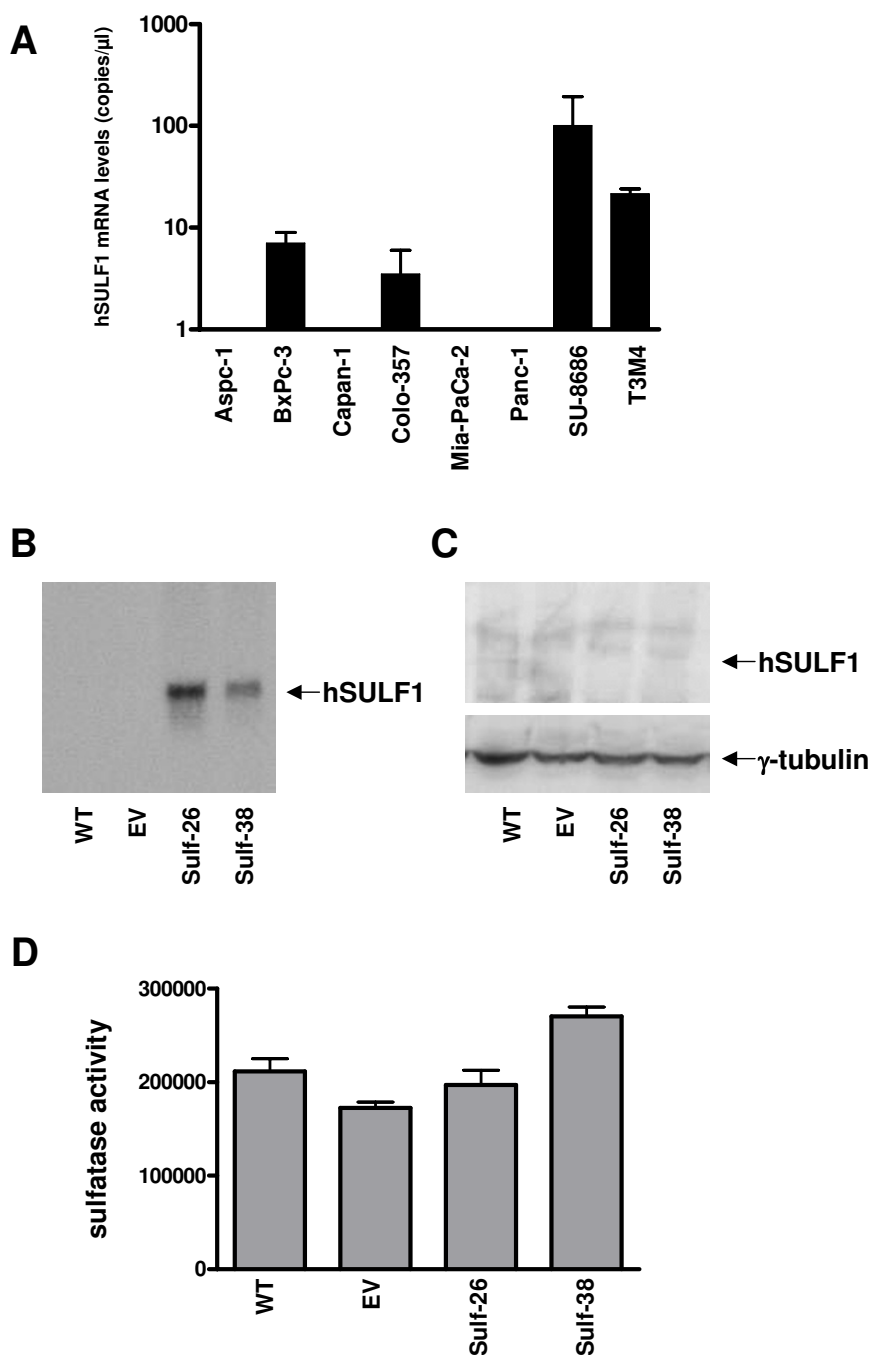 A
hSULF1 mRNA levels (copies/µl)
1000
100
10
1
Aspc-1
BxPc-3
Capan-1
Colo-357
Mia-PaCa-2
Panc-1
SU-8686
T3M4
B
hSULF1
WT
EV
Sulf-26
Sulf-38
C
hSULF1
γ-tubulin
WT
EV
Sulf-26
Sulf-38
D
sulfatase activity
300000
200000
100000
0
WT
EV
Sulf-26
Sulf-38